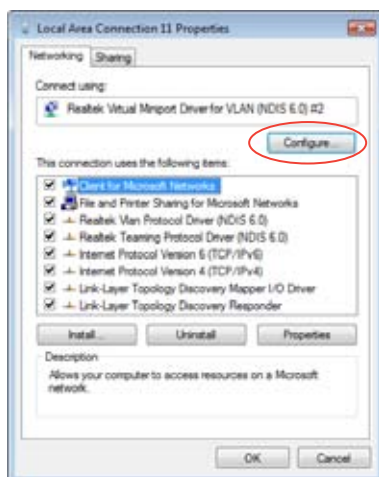 Local Area Connection 11 Properties
Networking Sharing
Connect using:
Realtek Virtual Miniport Driver for VLAN (NDIS 6.0) #2
Configure...
This connection uses the following items:
Client for Microsoft Networks
File and Printer Sharing for Microsoft Networks
Realtek Vlan Protocol Driver (NDIS 6.0)
Realtek Teaming Protocol Driver (NDIS 6.0)
Internet Protocol Version 6 (TCP/IPv6)
Internet Protocol Version 4 (TCP/IPv4)
Link-Layer Topology Discovery Mapper I/O Driver
Link-Layer Topology Discovery Responder
Install... Uninstall Properties
Description
Allows your computer to access resources on a Microsoft
network.
OK Cancel